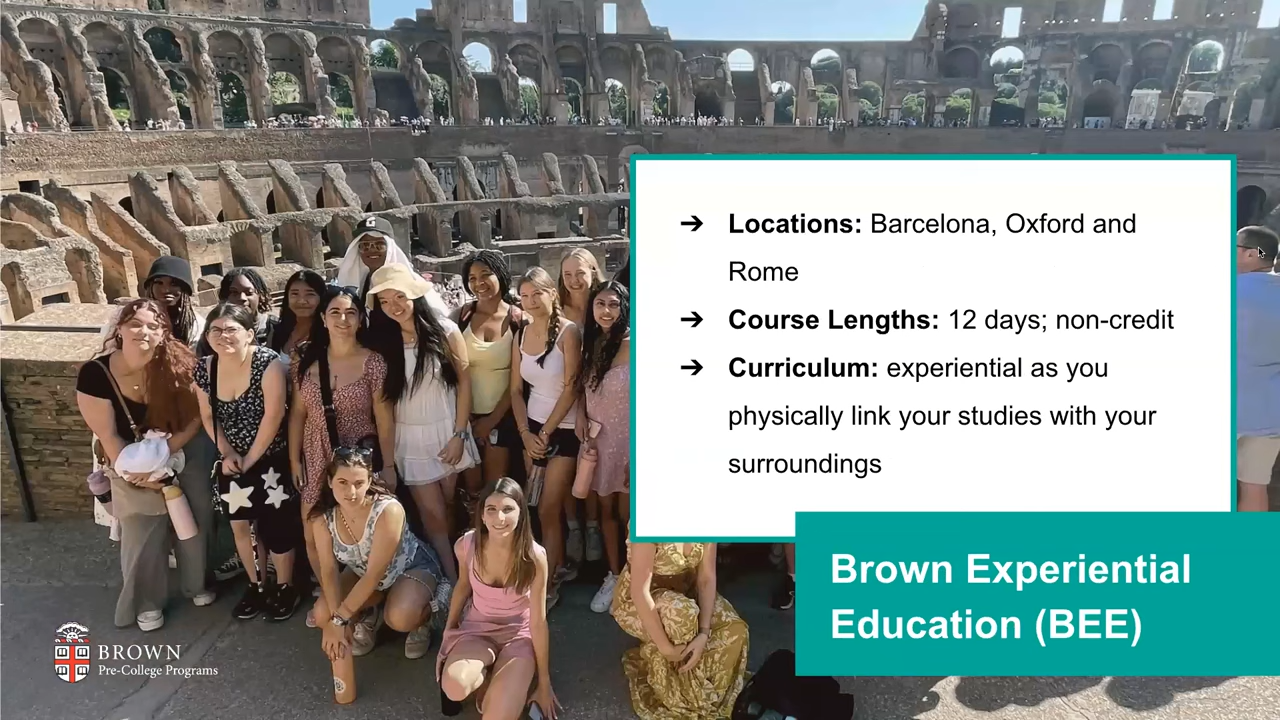 ➔ Locations: Barcelona, Oxford and
Rome
➔ Course Lengths: 12 days; non-credit
➔ Curriculum: experiential as you
physically link your studies with your
surroundings
Brown Experiential
Education (BEE)
BROWN
Pre-College Programs